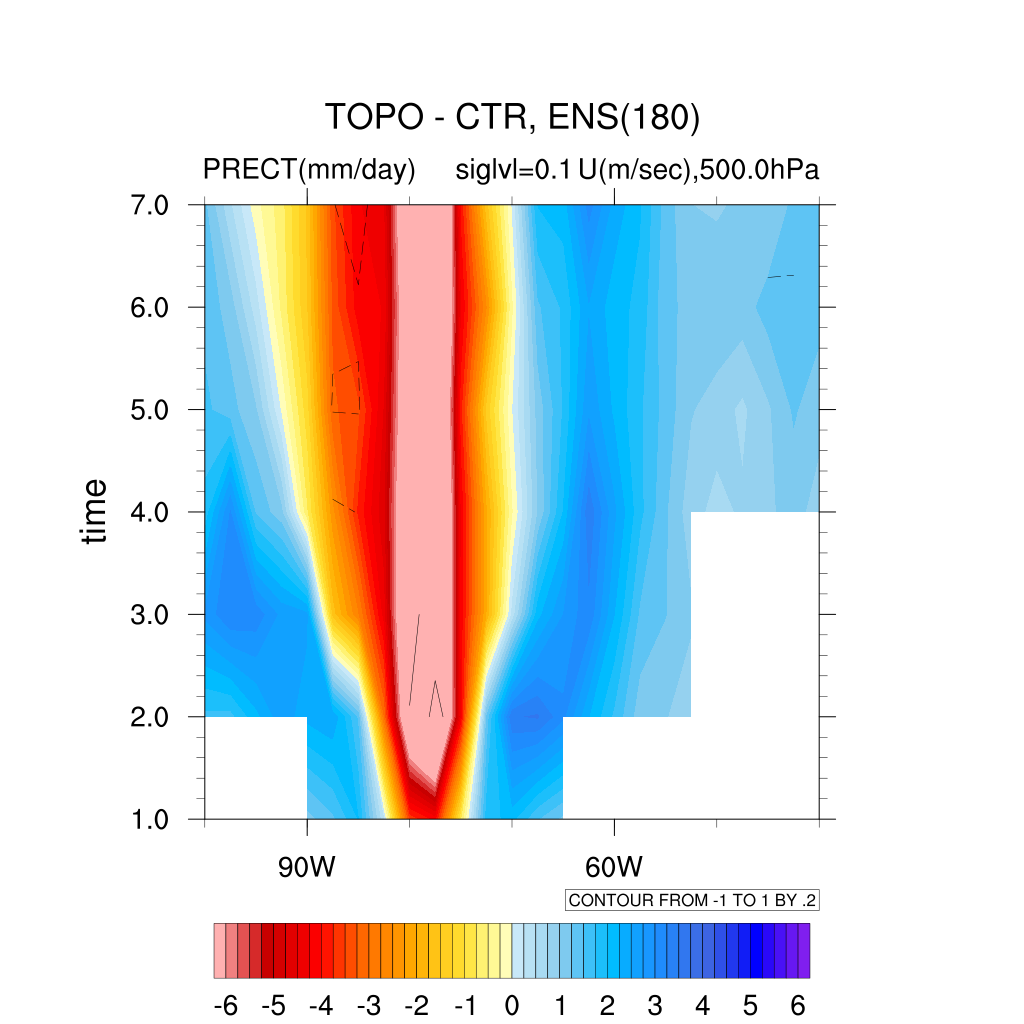 TOPO - CTR, ENS(180)
PRECT(mm/day) siglvl=0.1 U(m/sec),500.0hPa
7.0
6.0
5.0
4.0
3.0
2.0
1.0
time
90W 60W
CONTOUR FROM -1 TO 1 BY .2
-6 -5 -4 -3 -2 -1 0 1 2 3 4 5 6